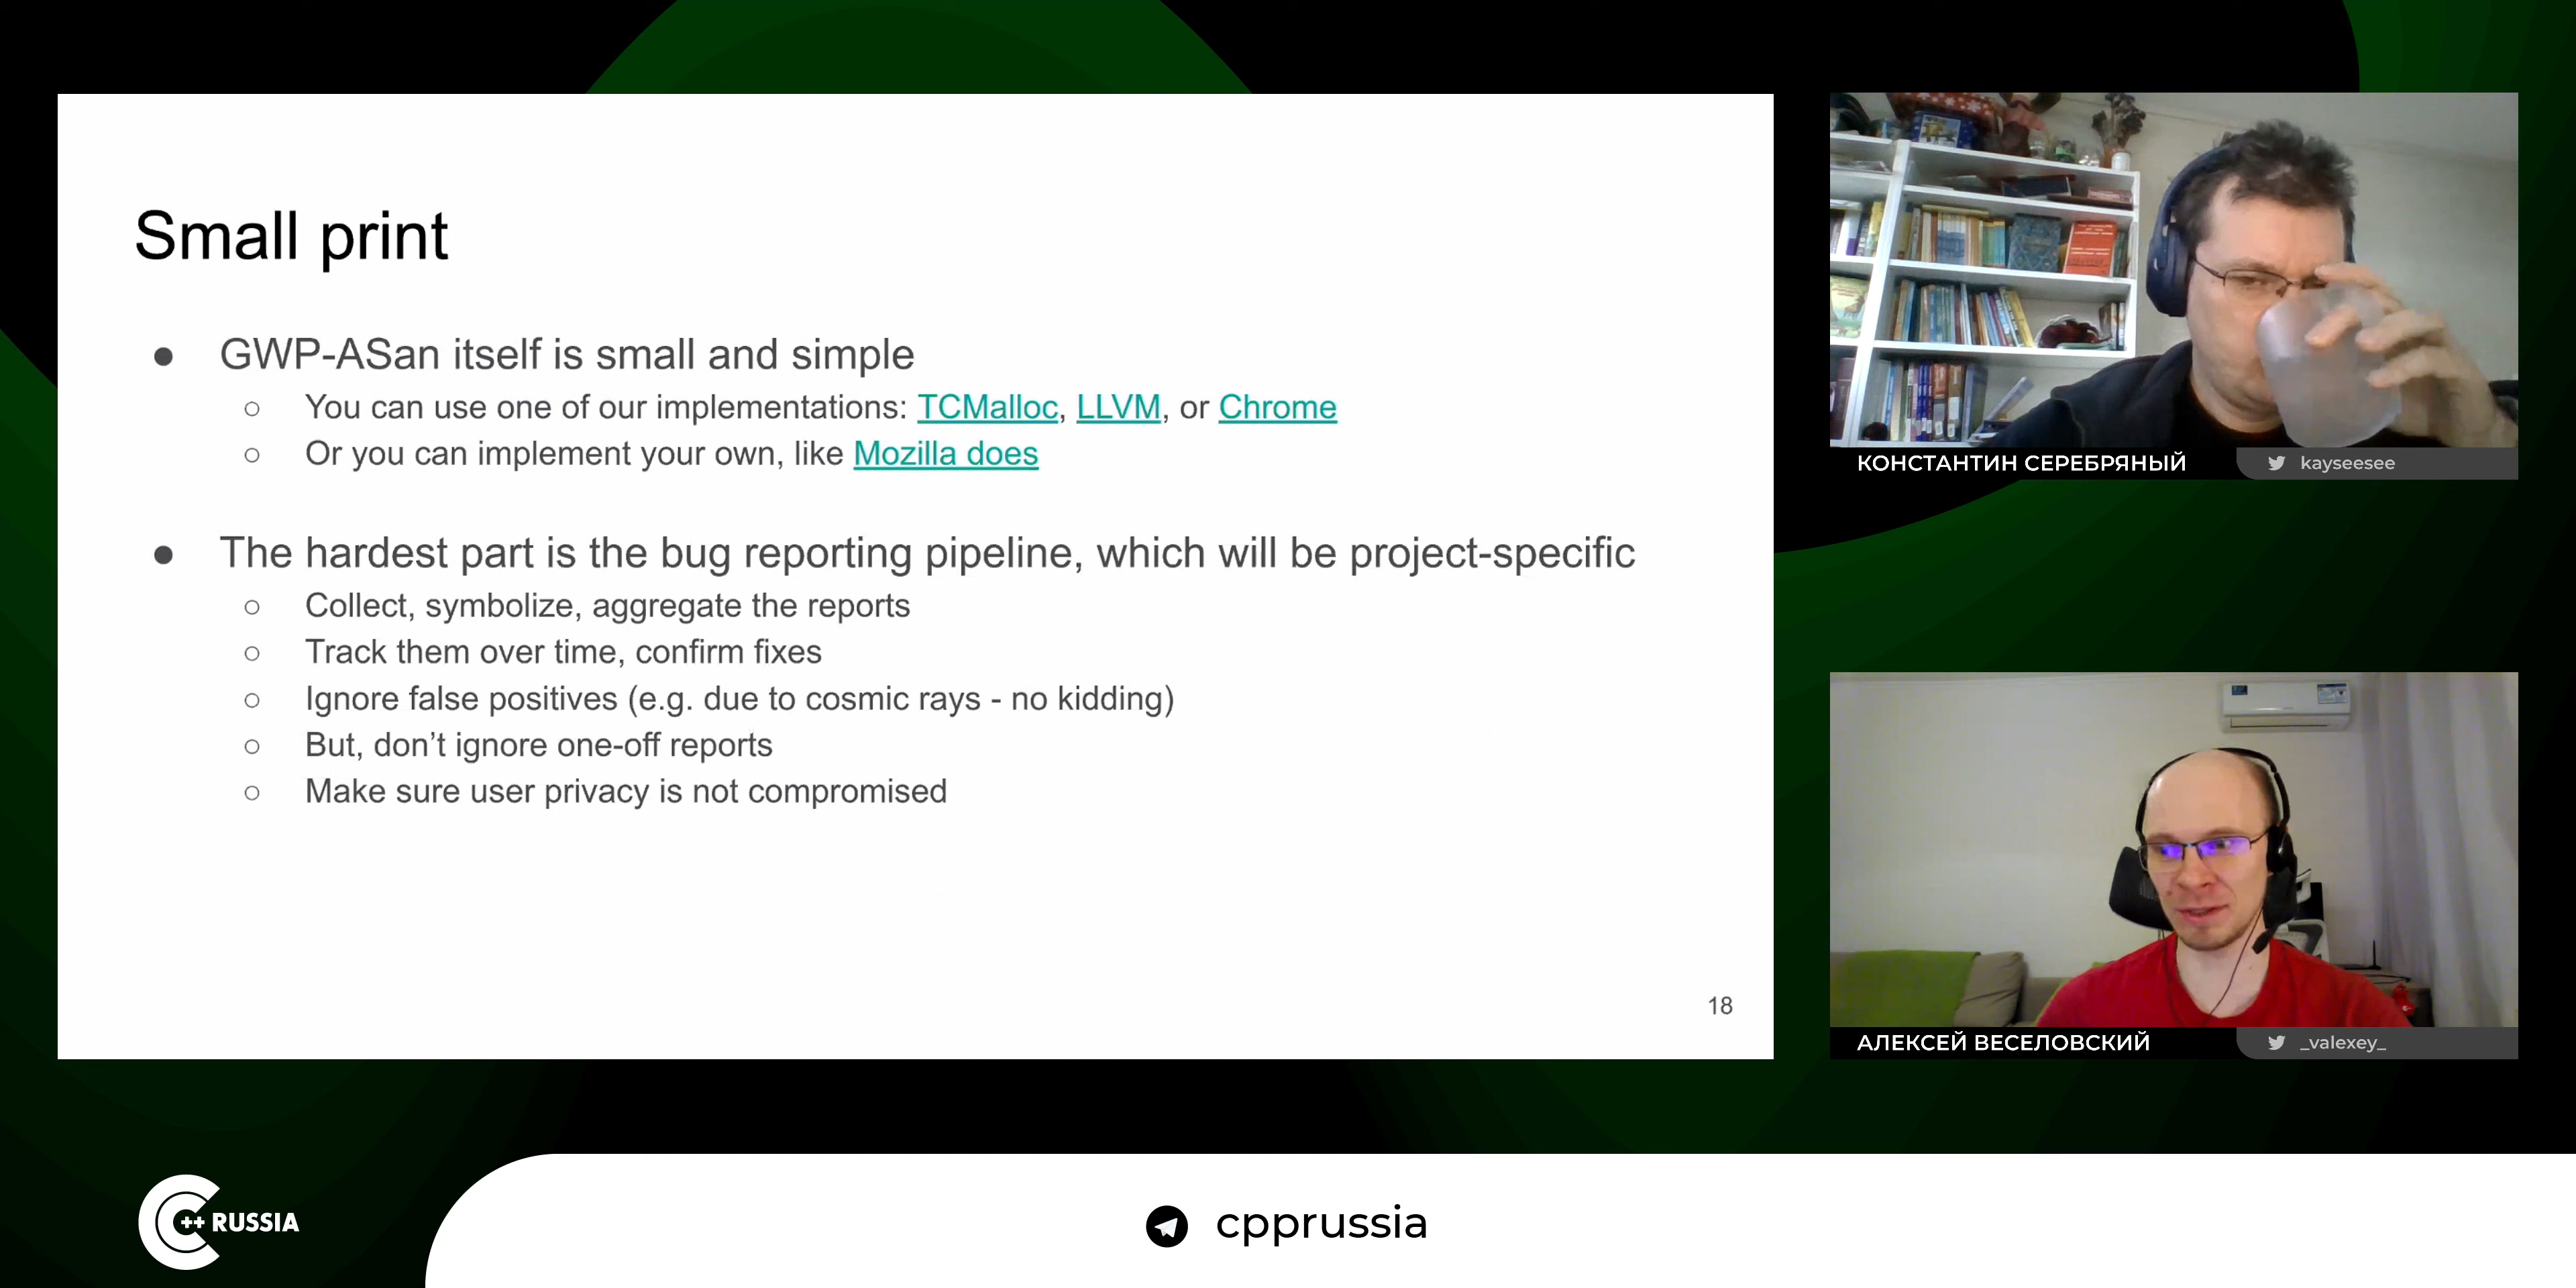 Small print
● GWP-ASan itself is small and simple
○ You can use one of our implementations: TCMalloc, LLVM, or Chrome
○ Or you can implement your own, like Mozilla does
● The hardest part is the bug reporting pipeline, which will be project-specific
○ Collect, symbolize, aggregate the reports
○ Track them over time, confirm fixes
○ Ignore false positives (e.g. due to cosmic rays - no kidding)
○ But, don’t ignore one-off reports
○ Make sure user privacy is not compromised
18
КОНСТАНТИН СЕРЕБРЯНЫЙ
kayseesee
АЛЕКСЕЙ ВЕСЕЛОВСКИЙ
_valexey_
C++ RUSSIA
cpprussia